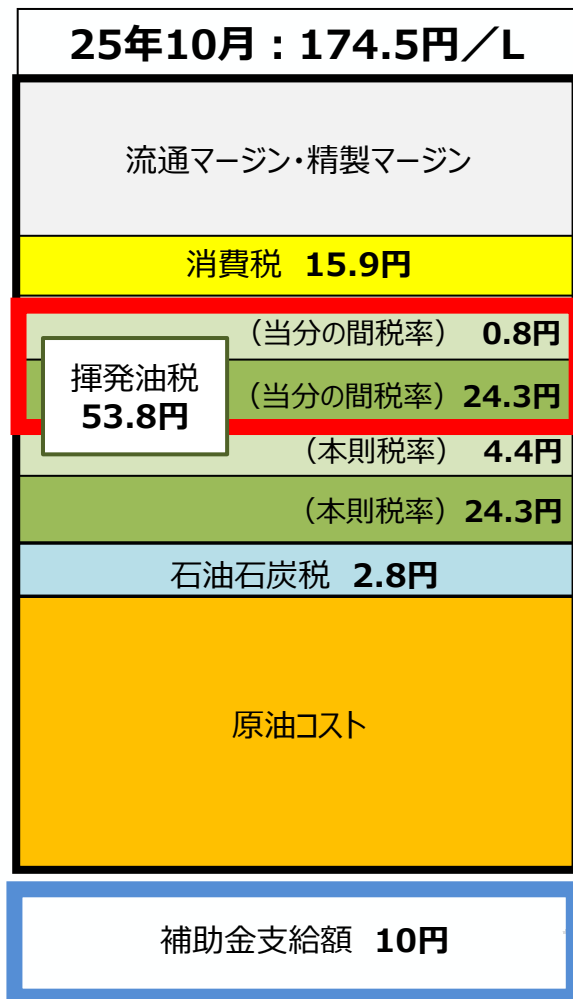 25年10月：174.5円／L
流通マージン・精製マージン
消費税 15.9円
（当分の間税率） 0.8円
揮発油税
53.8円
（当分の間税率） 24.3円
（本則税率） 4.4円
（本則税率） 24.3円
石油石炭税 2.8円
原油コスト
補助金支給額 10円